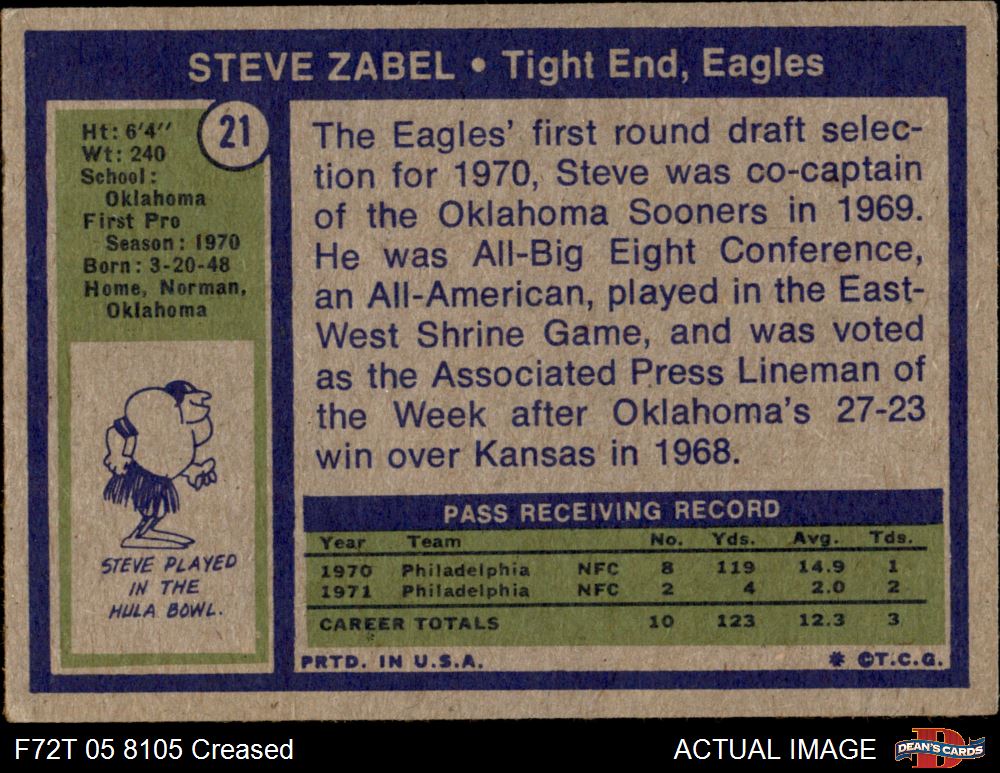 STEVE ZABEL • Tight End, Eagles
21
Ht: 6'4"
Wt: 240
School:
Oklahoma
First Pro
Season: 1970
Born: 3-20-48
Home, Norman,
Oklahoma
STEVE PLAYED
IN THE
HULA BOWL.
The Eagles' first round draft selec-
tion for 1970, Steve was co-captain
of the Oklahoma Sooners in 1969.
He was All-Big Eight Conference,
an All-American, played in the East-
West Shrine Game, and was voted
as the Associated Press Lineman of
the Week after Oklahoma's 27-23
win over Kansas in 1968.
PASS RECEIVING RECORD
Year Team No. Yds. Avg. Tds.
1970 Philadelphia NFC 8 119 14.9 1
1971 Philadelphia NFC 2 4 2.0 2
CAREER TOTALS 10 123 12.3 3
PRTD. IN U.S.A. * ©T.C.G.
F72T 05 8105 Creased
ACTUAL IMAGE
D
DEAN'S CARDS